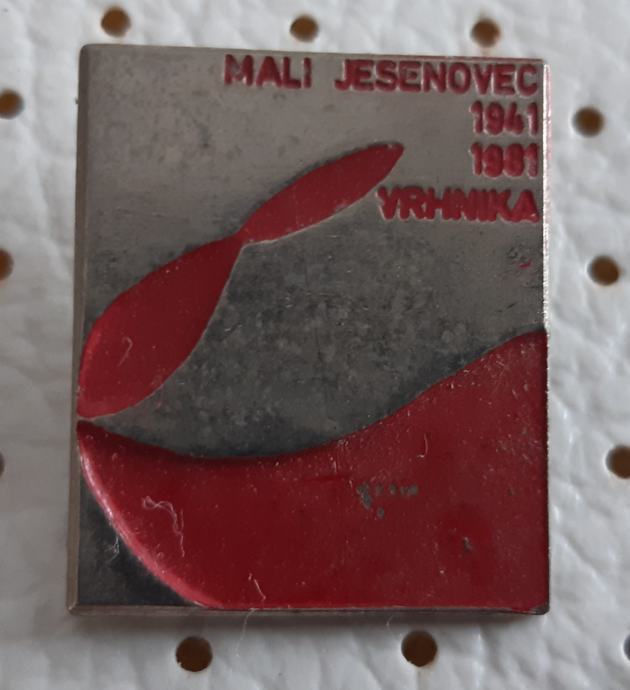 MALI JESENOVEC
1941
1981
VRHNIKA